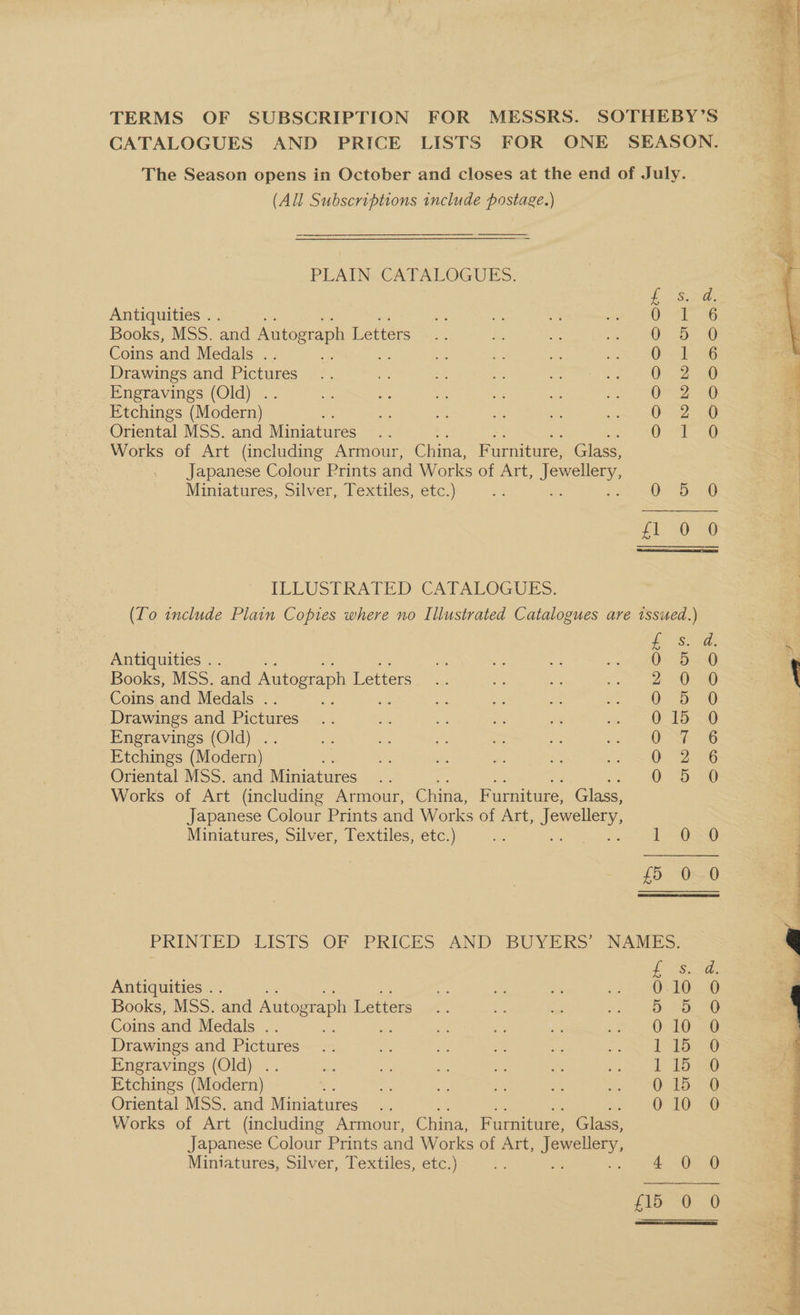 TERMS OF SUBSCRIPTION FOR MESSRS. SOTHEBY'S
CATALOGUES AND PRICE LISTS FOR ONE SEASON.
The Season opens in October and closes at the end of July.
(All Subscriptions include postage.)
PLAIN CATALOGUES.
£ s. d.
Antiquities .. .. .. .. .. .. .. .. 0 1 6
Books, MSS. and Autograph Letters .. .. .. .. 0 5 0
Coins and Medals .. .. .. .. .. .. .. 0 1 6
Drawings and Pictures .. .. .. .. .. .. 0 2 0
Engravings (Old) .. .. .. .. .. .. .. 0 2 0
Etchings (Modern) .. .. .. .. .. .. 0 2 0
Oriental MSS. and Miniatures .. .. .. .. .. 0 1 0
Works of Art (including Armour, China, Furniture, Glass,
Japanese Colour Prints and Works of Art, Jewellery,
Miniatures, Silver, Textiles, etc.) .. .. .. 0 5 0
£1 0 0
ILLUSTRATED CATALOGUES.
(To include Plain Copies where no Illustrated Catalogues are issued.)
£ s. d.
Antiquities .. .. .. .. .. .. .. .. 0 5 0
Books, MSS. and Autograph Letters .. .. .. .. 2 0 0
Coins and Medals .. .. .. .. .. .. .. 0 5 0
Drawings and Pictures .. .. .. .. .. .. 0 15 0
Engravings (Old) .. .. .. .. .. .. .. 0 7 6
Etchings (Modern) .. .. .. .. .. .. 0 2 6
Oriental MSS. and Miniatures .. .. .. .. .. 0 5 0
Works of Art (including Armour, China, Furniture, Glass,
Japanese Colour Prints and Works of Art, Jewellery,
Miniatures, Silver, Textiles, etc.) .. .. .. 1 0 0
£5 0 0
PRINTED LISTS OF PRICES AND BUYERS' NAMES.
£ s. d.
Antiquities .. .. .. .. .. .. .. .. 0 10 0
Books, MSS. and Autograph Letters .. .. .. .. 5 5 0
Coins and Medals .. .. .. .. .. .. .. 0 10 0
Drawings and Pictures .. .. .. .. .. .. 1 15 0
Engravings (Old) .. .. .. .. .. .. .. 1 15 0
Etchings (Modern) .. .. .. .. .. .. 0 15 0
Oriental MSS. and Miniatures .. .. .. .. .. 0 10 0
Works of Art (including Armour, China, Furniture, Glass,
Japanese Colour Prints and Works of Art, Jewellery,
Miniatures, Silver, Textiles, etc.) .. .. .. 4 0 0
£15 0 0